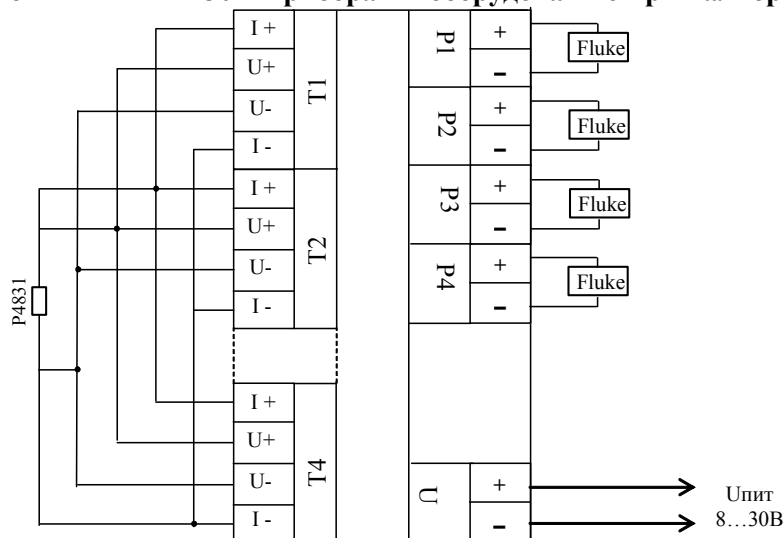 I +
U+
U-
I -
T1
I +
U+
U-
I -
T2
I +
U+
U-
I -
T4
P4831
P1
+
-
Fluke
P2
+
-
Fluke
P3
+
-
Fluke
P4
+
-
Fluke
U
+
-
Uпит
8...30В